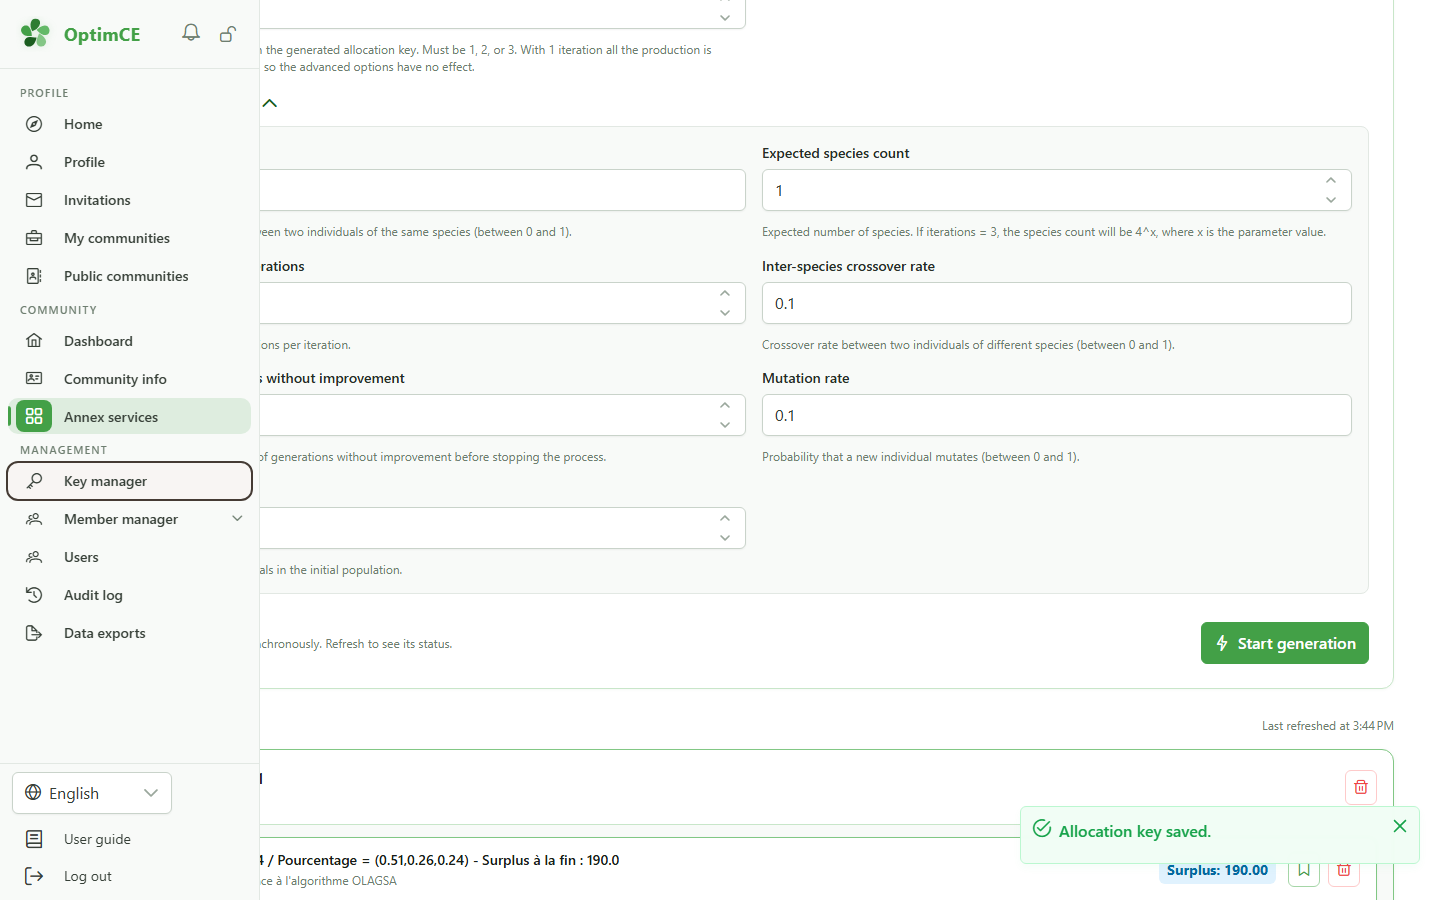 OptimCE
PROFILE
Home
Profile
Invitations
My communities
Public communities
COMMUNITY
Dashboard
Community info
Annex services
MANAGEMENT
Key manager
Member manager
Users
Audit log
Data exports
English
User guide
Log out
the generated allocation key. Must be 1, 2, or 3. With 1 iteration all the production is
so the advanced options have no effect.
Expected species count
1
two individuals of the same species (between 0 and 1).
Expected number of species. If iterations = 3, the species count will be 4^x, where x is the parameter value.
Inter-species crossover rate
0.1
per iteration.
Crossover rate between two individuals of different species (between 0 and 1).
without improvement
Mutation rate
0.1
of generations without improvement before stopping the process.
Probability that a new individual mutates (between 0 and 1).
in the initial population.
Refresh to see its status.
Start generation
Last refreshed at 3:44 PM
/ Pourcentage = (0.51,0.26,0.24) - Surplus à la fin : 190.0
à l'algorithme OLAGSA
Surplus: 190.00
Allocation key saved.